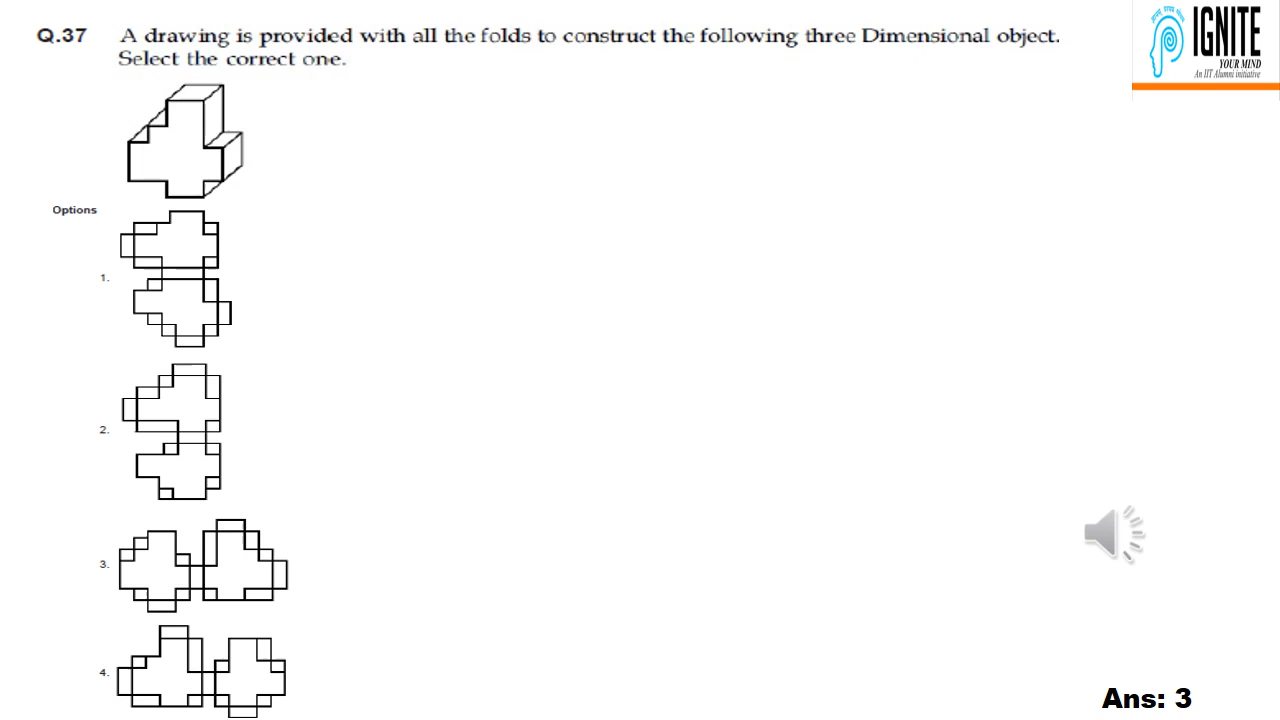 Q.37 A drawing is provided with all the folds to construct the following three Dimensional object.
Select the correct one.
IGNITE
YOUR MIND
An IIT Alumni initiative
Options
1.
2.
3.
4.
Ans: 3